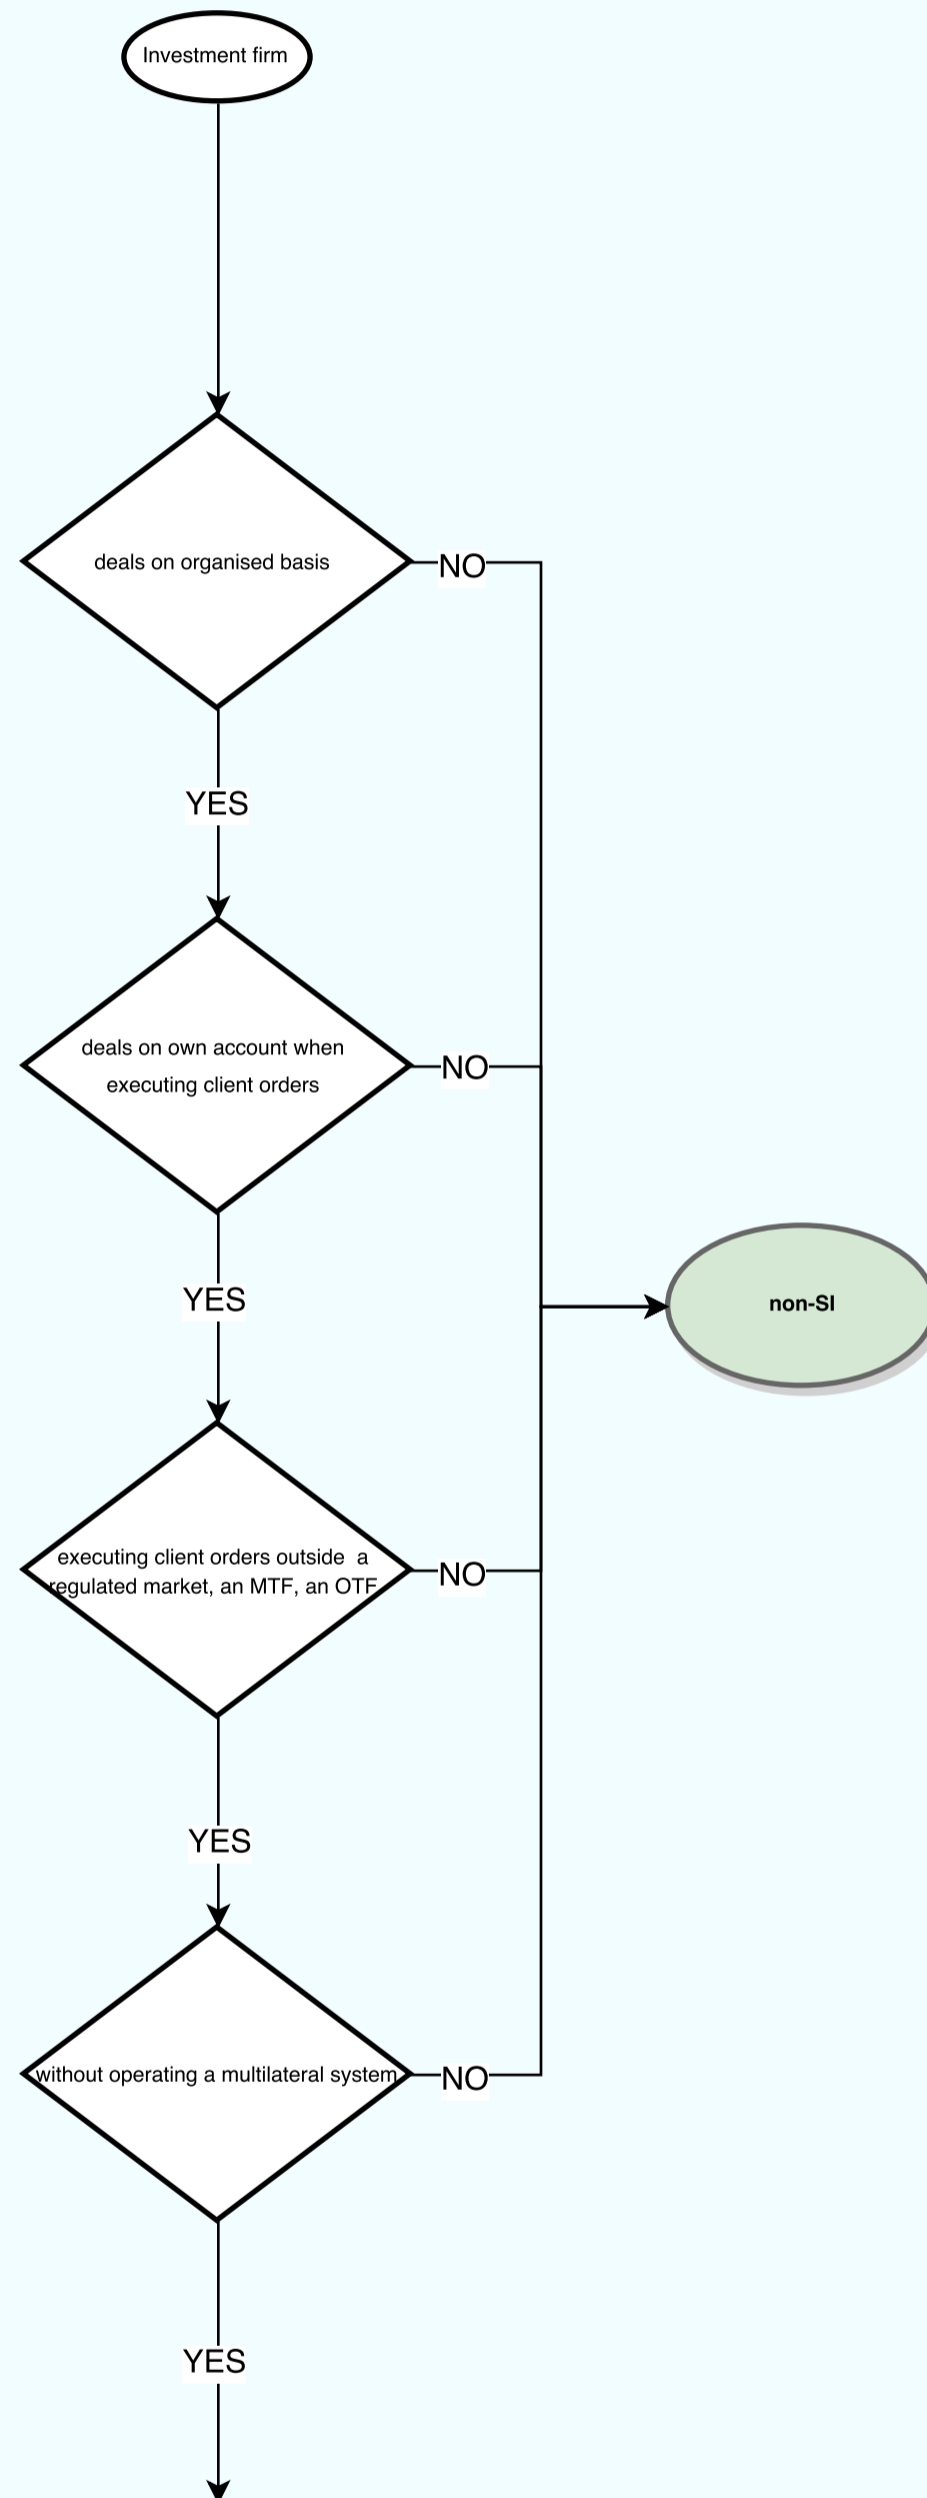 Investment firm
deals on organised basis
NO
YES
deals on own account when
executing client orders
NO
YES
non-SI
executing client orders outside  a
regulated market, an MTF, an OTF
NO
YES
without operating a multilateral system
NO
YES